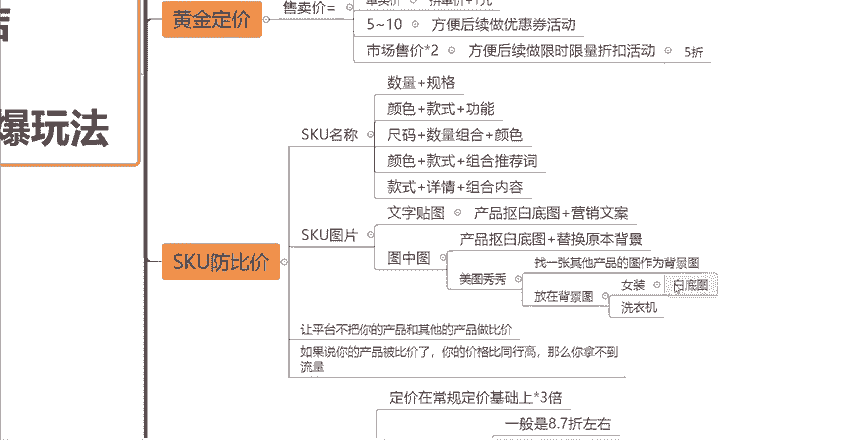 黄金定价
售卖价=
单买价 拼单价+1元
5~10 方便后续做优惠券活动
市场售价*2 方便后续做限时限量折扣活动 5折
爆玩法
SKU防比价
SKU名称
数量+规格
颜色+款式+功能
尺码+数量组合+颜色
颜色+款式+组合推荐词
款式+详情+组合内容
SKU图片
文字贴图 产品抠白底图+营销文案
图中图
产品抠白底图+替换原本背景
美图秀秀
找一张其他产品的图作为背景图
放在背景图
女装 白底图
洗衣机
让平台不把你的产品和其他的产品做比价
如果说你的产品被比价了，你的价格比同行高，那么你拿不到
流量
定价在常规定价基础上*3倍
一般是8.7折左右